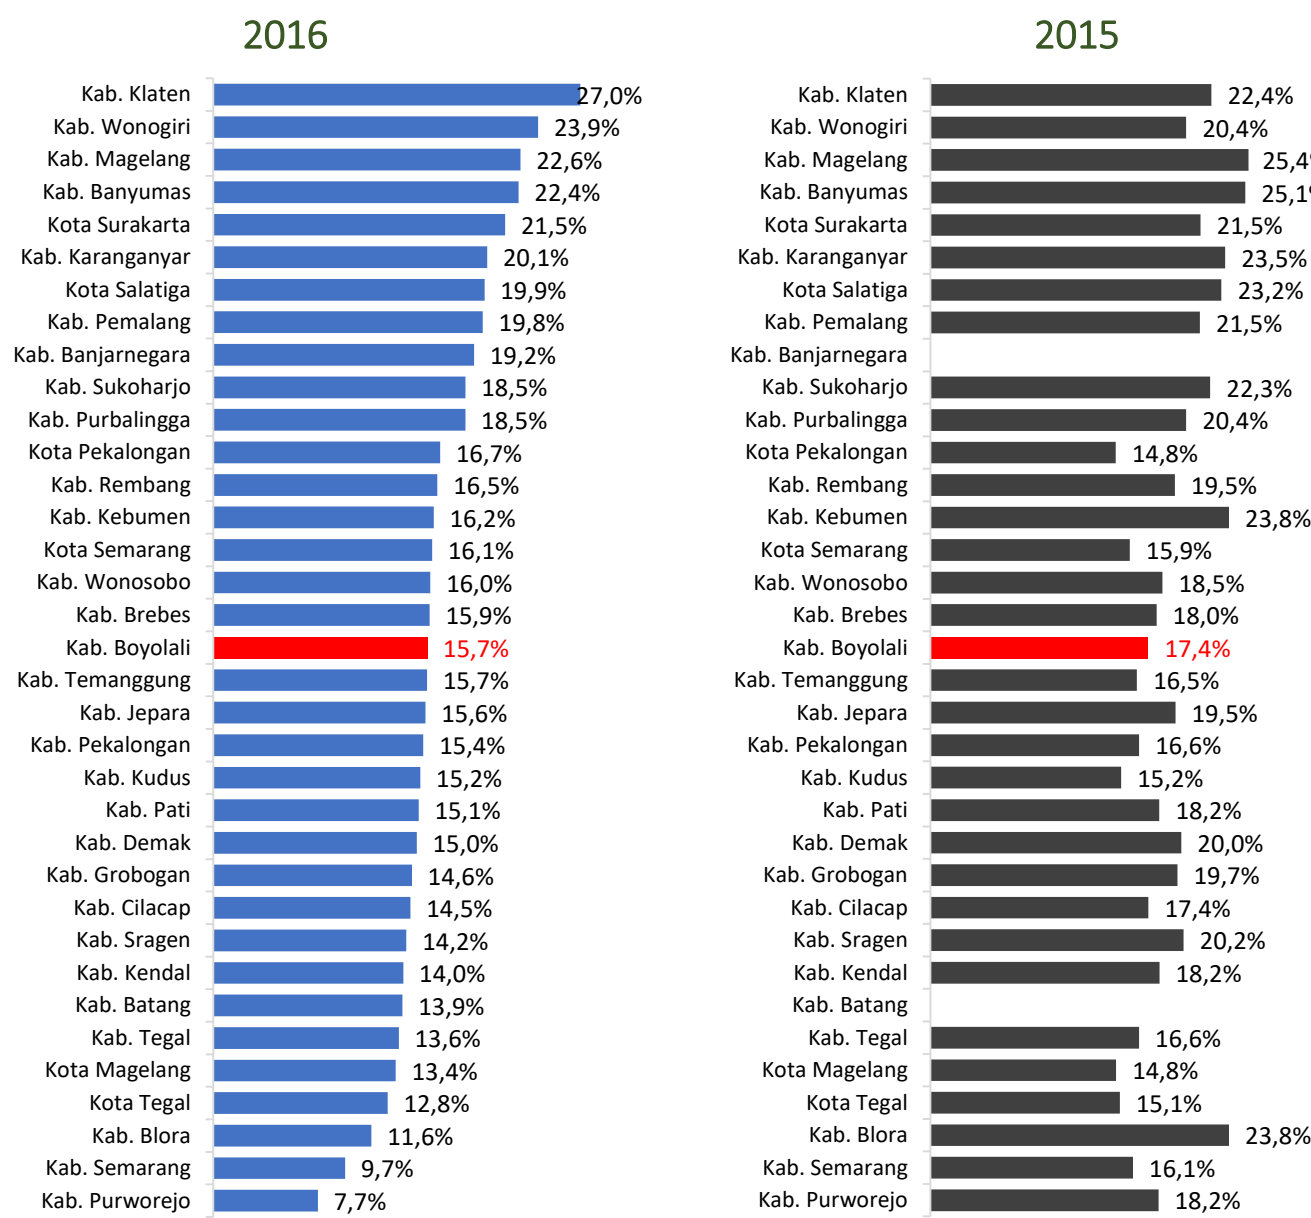 2016
Kab. Klaten 27,0%
Kab. Wonogiri 23,9%
Kab. Magelang 22,6%
Kab. Banyumas 22,4%
Kota Surakarta 21,5%
Kab. Karanganyar 20,1%
Kota Salatiga 19,9%
Kab. Pemalang 19,8%
Kab. Banjarnegara 19,2%
Kab. Sukoharjo 18,5%
Kab. Purbalingga 18,5%
Kota Pekalongan 16,7%
Kab. Rembang 16,5%
Kab. Kebumen 16,2%
Kota Semarang 16,1%
Kab. Wonosobo 16,0%
Kab. Brebes 15,9%
Kab. Boyolali 15,7%
Kab. Temanggung 15,7%
Kab. Jepara 15,6%
Kab. Pekalongan 15,4%
Kab. Kudus 15,2%
Kab. Pati 15,1%
Kab. Demak 15,0%
Kab. Grobogan 14,6%
Kab. Cilacap 14,5%
Kab. Sragen 14,2%
Kab. Kendal 14,0%
Kab. Batang 13,9%
Kab. Tegal 13,6%
Kota Magelang 13,4%
Kota Tegal 12,8%
Kab. Blora 11,6%
Kab. Semarang 9,7%
Kab. Purworejo 7,7%
2015
Kab. Klaten 22,4%
Kab. Wonogiri 20,4%
Kab. Magelang 25,4%
Kab. Banyumas 25,1%
Kota Surakarta 21,5%
Kab. Karanganyar 23,5%
Kota Salatiga 23,2%
Kab. Pemalang 21,5%
Kab. Banjarnegara
Kab. Sukoharjo 22,3%
Kab. Purbalingga 20,4%
Kota Pekalongan 14,8%
Kab. Rembang 19,5%
Kab. Kebumen 23,8%
Kota Semarang 15,9%
Kab. Wonosobo 18,5%
Kab. Brebes 18,0%
Kab. Boyolali 17,4%
Kab. Temanggung 16,5%
Kab. Jepara 19,5%
Kab. Pekalongan 16,6%
Kab. Kudus 15,2%
Kab. Pati 18,2%
Kab. Demak 20,0%
Kab. Grobogan 19,7%
Kab. Cilacap 17,4%
Kab. Sragen 20,2%
Kab. Kendal 18,2%
Kab. Batang
Kab. Tegal 16,6%
Kota Magelang 14,8%
Kota Tegal 15,1%
Kab. Blora 23,8%
Kab. Semarang 16,1%
Kab. Purworejo 18,2%